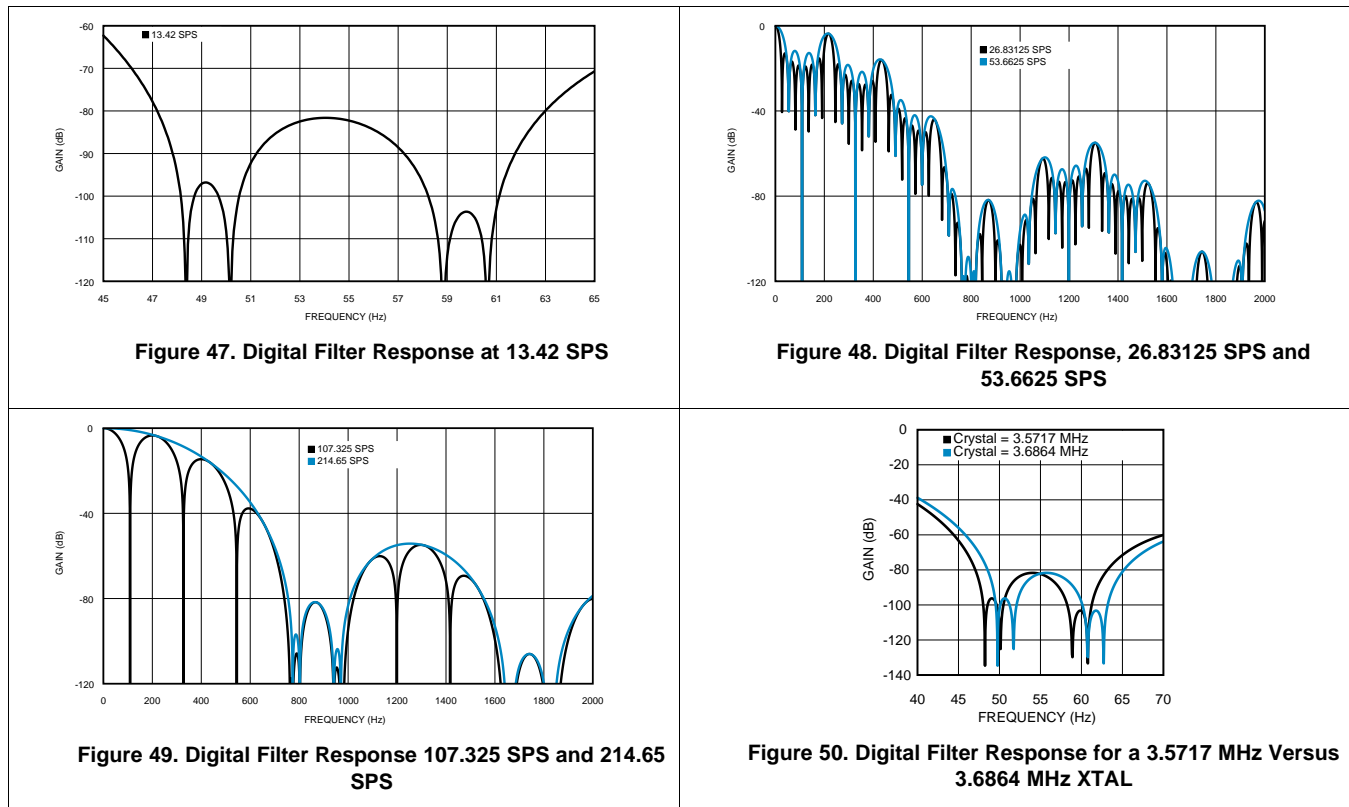 -60
-70
-80
-90
-100
-110
-120
GAIN (dB)
13.42 SPS
45 47 49 51 53 55 57 59 61 63 65
FREQUENCY (Hz)
Figure 47. Digital Filter Response at 13.42 SPS
0
-40
-80
-120
GAIN (dB)
26.83125 SPS
53.6625 SPS
0 200 400 600 800 1000 1200 1400 1600 1800 2000
FREQUENCY (Hz)
Figure 48. Digital Filter Response, 26.83125 SPS and
53.6625 SPS
0
-40
-80
-120
GAIN (dB)
107.325 SPS
214.65 SPS
0 200 400 600 800 1000 1200 1400 1600 1800 2000
FREQUENCY (Hz)
Figure 49. Digital Filter Response 107.325 SPS and 214.65
SPS
0
-20
-40
-60
-80
-100
-120
-140
GAIN (dB)
Crystal = 3.5717 MHz
Crystal = 3.6864 MHz
40 45 50 55 60 65 70
FREQUENCY (Hz)
Figure 50. Digital Filter Response for a 3.5717 MHz Versus
3.6864 MHz XTAL